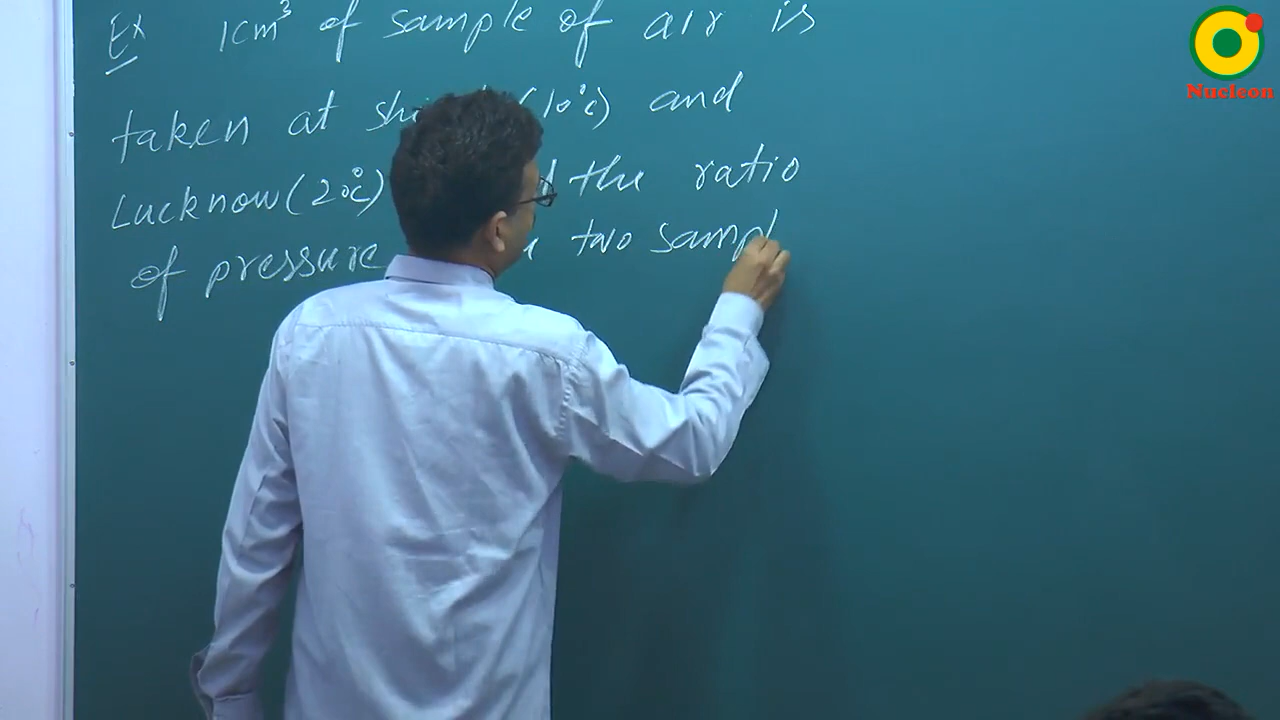 Ex 1cm³ of sample of air is
taken at (10°C) and
Lucknow (20°C) the ratio
of pressure two sampl
Nucleon